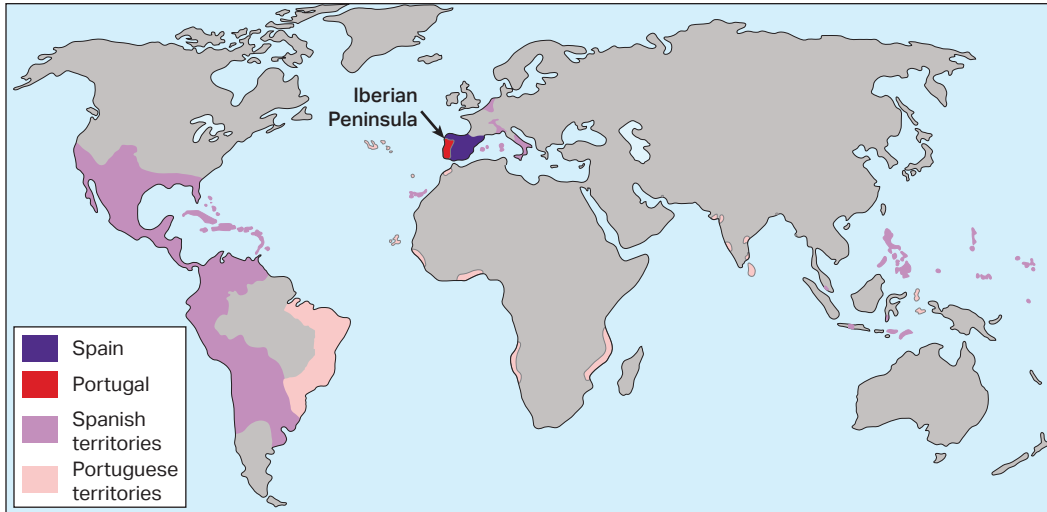 Iberian
Peninsula
Spain
Portugal
Spanish
territories
Portuguese
territories